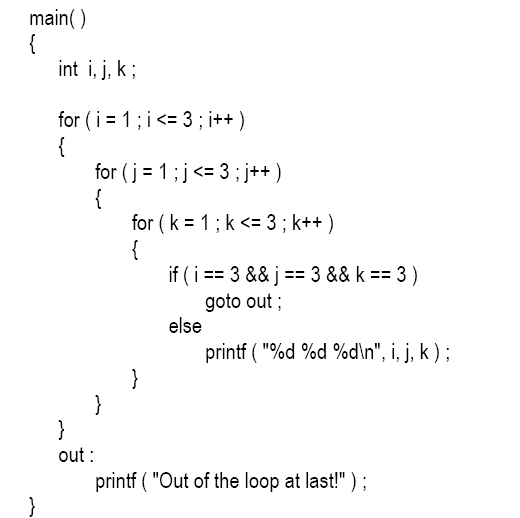 main( )
{
int i, j, k ;
for ( i = 1 ; i <= 3 ; i++ )
{
for ( j = 1 ; j <= 3 ; j++ )
{
for ( k = 1 ; k <= 3 ; k++ )
{
if ( i == 3 && j == 3 && k == 3 )
goto out ;
else
printf ( "%d %d %d\n", i, j, k ) ;
}
}
}
out :
printf ( "Out of the loop at last!" ) ;
}